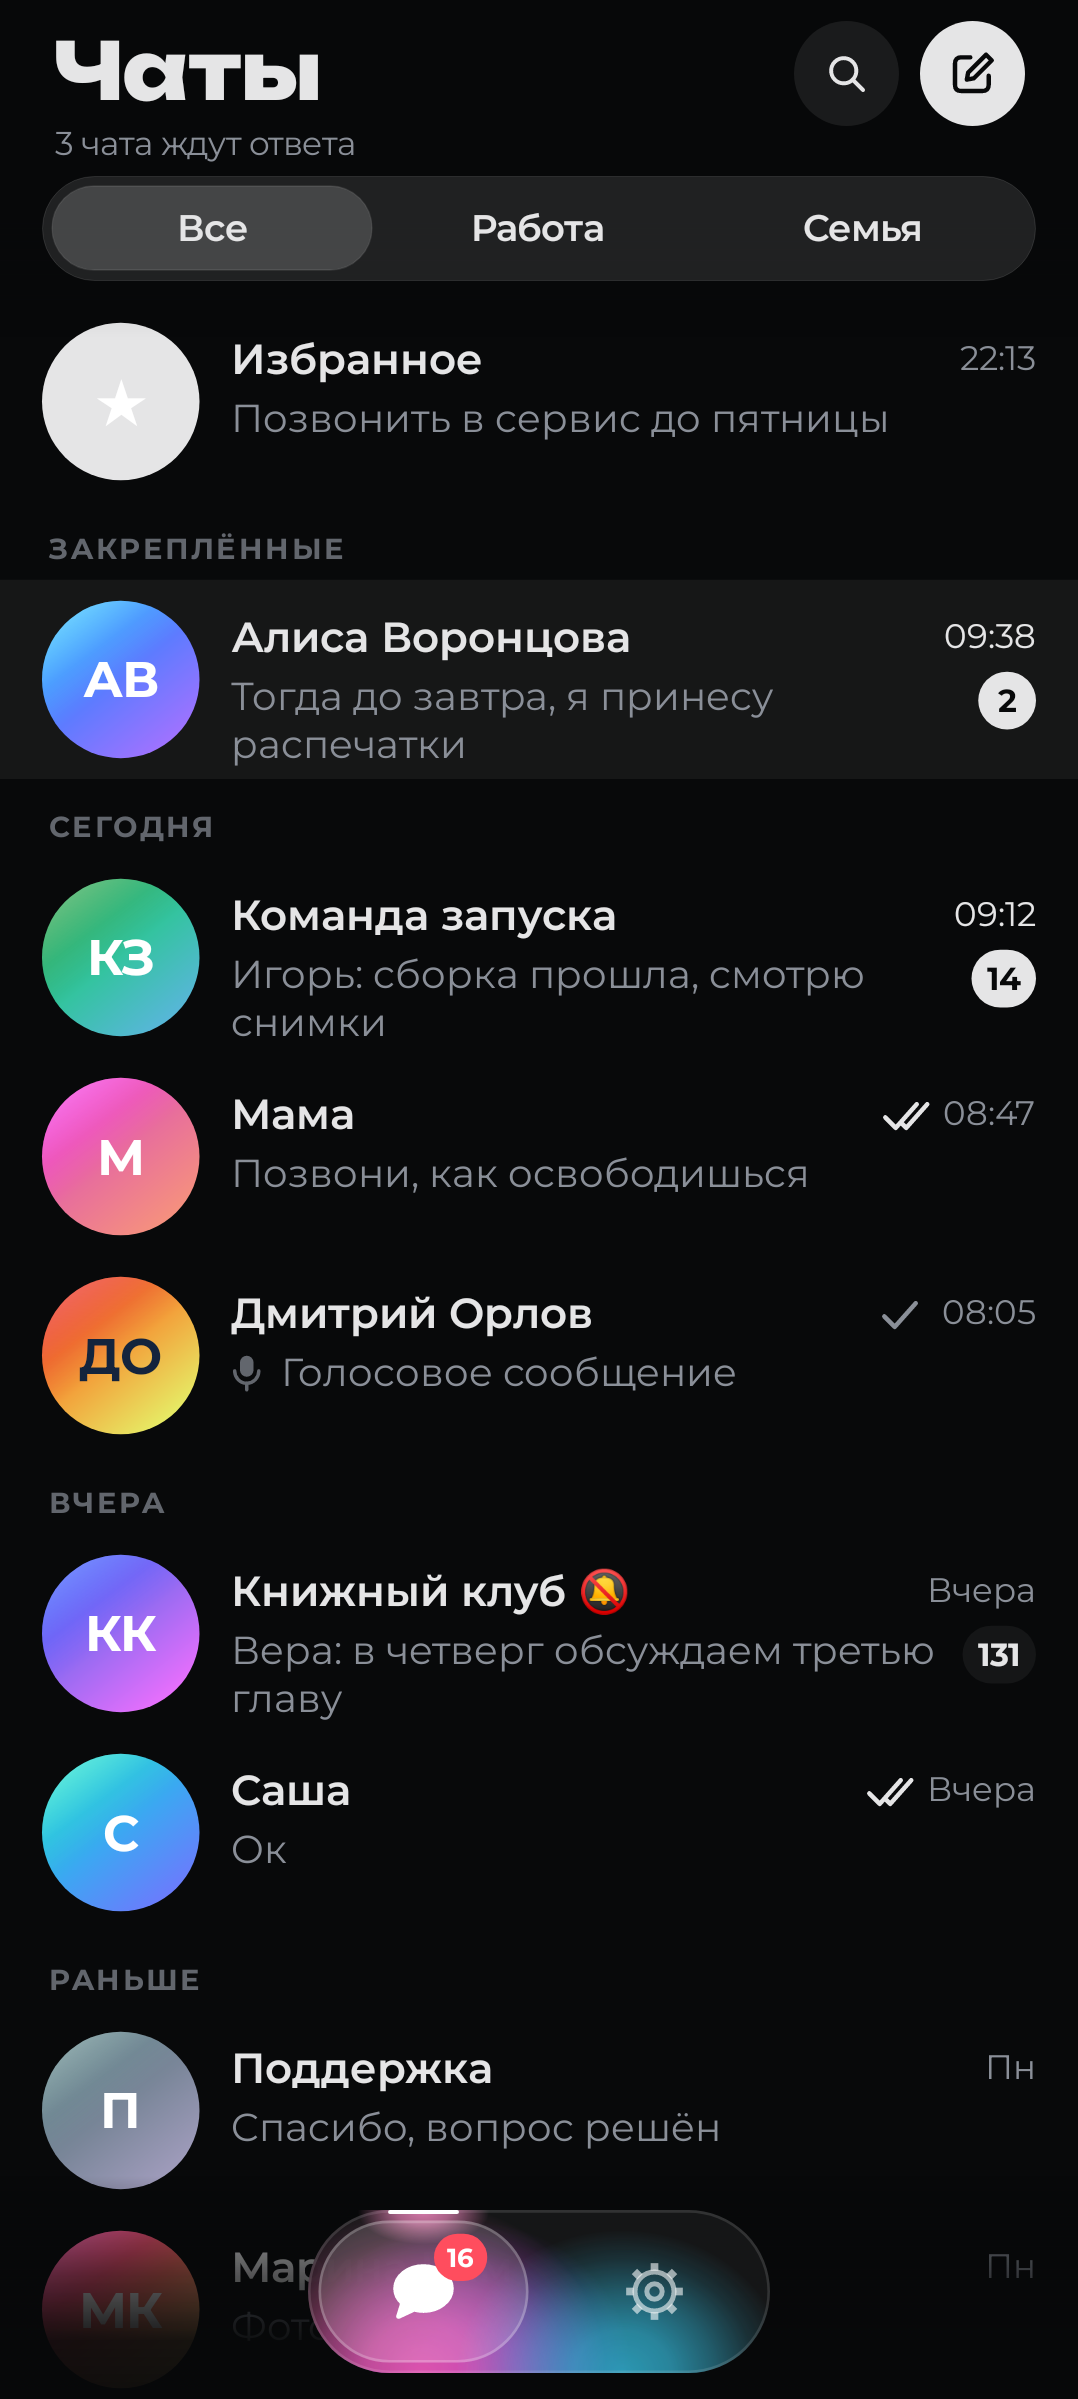 Чаты
3 чата ждут ответа
Все Работа Семья
Избранное 22:13
Позвонить в сервис до пятницы
ЗАКРЕПЛЁННЫЕ
АВ Алиса Воронцова 09:38
Тогда до завтра, я принесу 2
распечатки
СЕГОДНЯ
КЗ Команда запуска 09:12
Игорь: сборка прошла, смотрю 14
снимки
М Мама 08:47
Позвони, как освободишься
ДО Дмитрий Орлов 08:05
Голосовое сообщение
ВЧЕРА
КК Книжный клуб Вчера
Вера: в четверг обсуждаем третью 131
главу
С Саша Вчера
Ок
РАНЬШЕ
П Поддержка Пн
Спасибо, вопрос решён
МК Пн
16